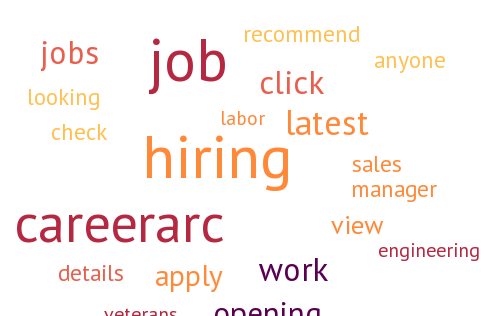 recommend
jobs
job
anyone
click
looking
labor
latest
check
hiring
sales
manager
careerarc
view
engineering
details
apply
work
veterans
opening